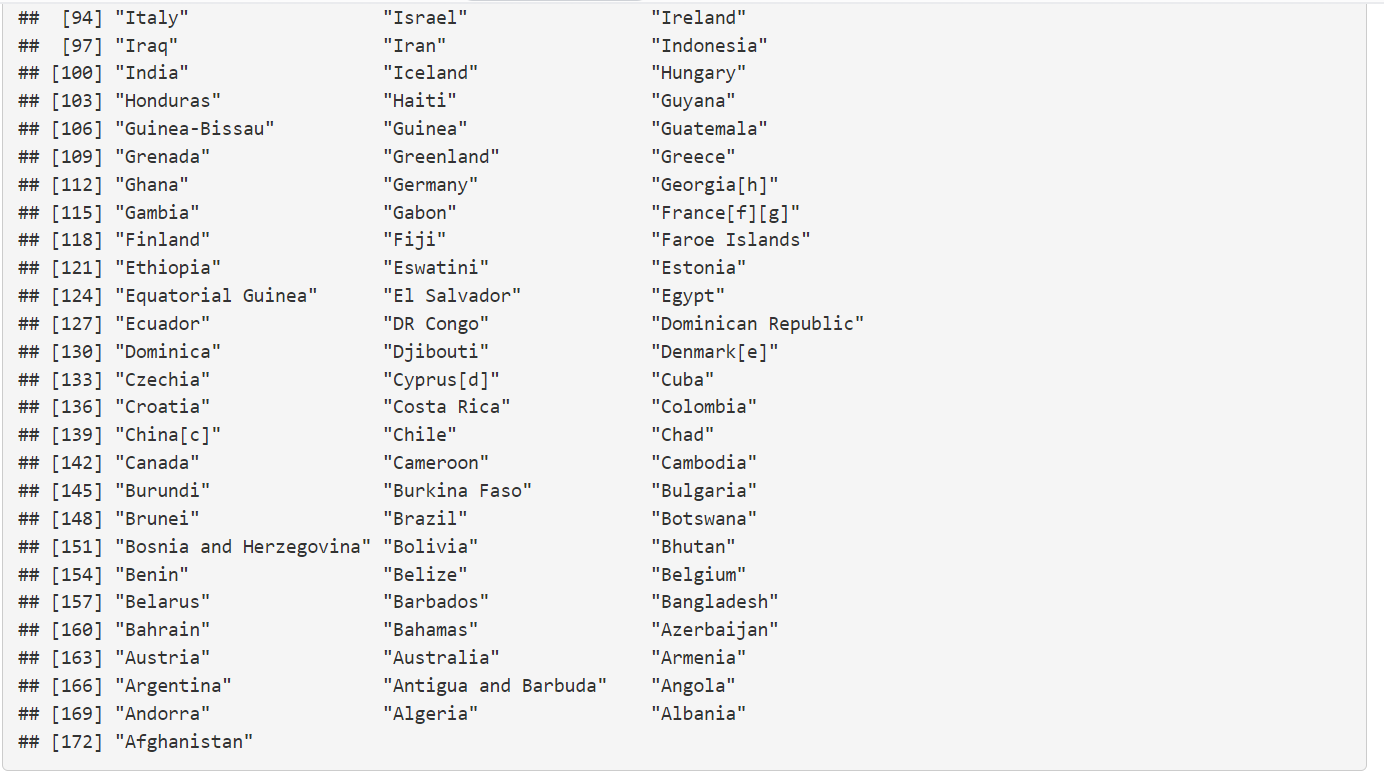 ##  [94] "Italy"                  "Israel"                 "Ireland"
##  [97] "Iraq"                   "Iran"                   "Indonesia"
## [100] "India"                  "Iceland"                "Hungary"
## [103] "Honduras"               "Haiti"                  "Guyana"
## [106] "Guinea-Bissau"          "Guinea"                 "Guatemala"
## [109] "Grenada"                "Greenland"              "Greece"
## [112] "Ghana"                  "Germany"                "Georgia[h]"
## [115] "Gambia"                 "Gabon"                  "France[f][g]"
## [118] "Finland"                "Fiji"                   "Faroe Islands"
## [121] "Ethiopia"               "Eswatini"               "Estonia"
## [124] "Equatorial Guinea"      "El Salvador"            "Egypt"
## [127] "Ecuador"                "DR Congo"               "Dominican Republic"
## [130] "Dominica"               "Djibouti"               "Denmark[e]"
## [133] "Czechia"                "Cyprus[d]"              "Cuba"
## [136] "Croatia"                "Costa Rica"             "Colombia"
## [139] "China[c]"               "Chile"                  "Chad"
## [142] "Canada"                 "Cameroon"               "Cambodia"
## [145] "Burundi"                "Burkina Faso"           "Bulgaria"
## [148] "Brunei"                 "Brazil"                 "Botswana"
## [151] "Bosnia and Herzegovina" "Bolivia"                "Bhutan"
## [154] "Benin"                  "Belize"                 "Belgium"
## [157] "Belarus"                "Barbados"               "Bangladesh"
## [160] "Bahrain"                "Bahamas"                "Azerbaijan"
## [163] "Austria"                "Australia"              "Armenia"
## [166] "Argentina"              "Antigua and Barbuda"    "Angola"
## [169] "Andorra"                "Algeria"                "Albania"
## [172] "Afghanistan"